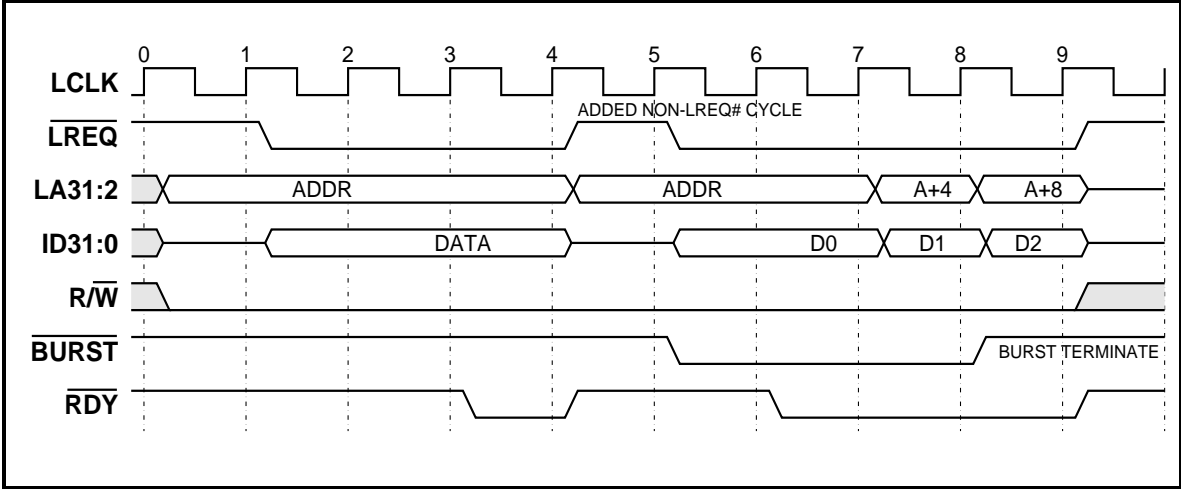 0 1 2 3 4 5 6 7 8 9
LCLK
ADDED NON-LREQ# CYCLE
LREQ
LA31:2 ADDR ADDR A+4 A+8
ID31:0 DATA D0 D1 D2
R/W
BURST BURST TERMINATE
RDY